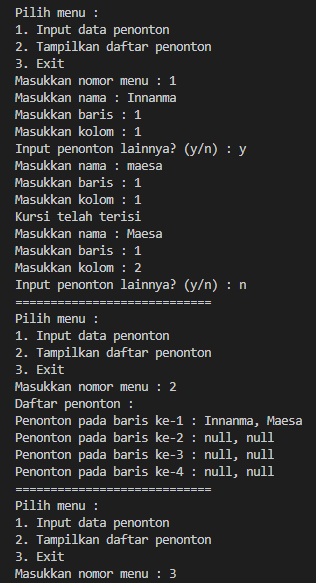 Pilih menu :
1. Input data penonton
2. Tampilkan daftar penonton
3. Exit
Masukkan nomor menu : 1
Masukkan nama : Innanma
Masukkan baris : 1
Masukkan kolom : 1
Input penonton lainnya? (y/n) : y
Masukkan nama : maesa
Masukkan baris : 1
Masukkan kolom : 1
Kursi telah terisi
Masukkan nama : Maesa
Masukkan baris : 1
Masukkan kolom : 2
Input penonton lainnya? (y/n) : n
============================
Pilih menu :
1. Input data penonton
2. Tampilkan daftar penonton
3. Exit
Masukkan nomor menu : 2
Daftar penonton :
Penonton pada baris ke-1 : Innanma, Maesa
Penonton pada baris ke-2 : null, null
Penonton pada baris ke-3 : null, null
Penonton pada baris ke-4 : null, null
============================
Pilih menu :
1. Input data penonton
2. Tampilkan daftar penonton
3. Exit
Masukkan nomor menu : 3